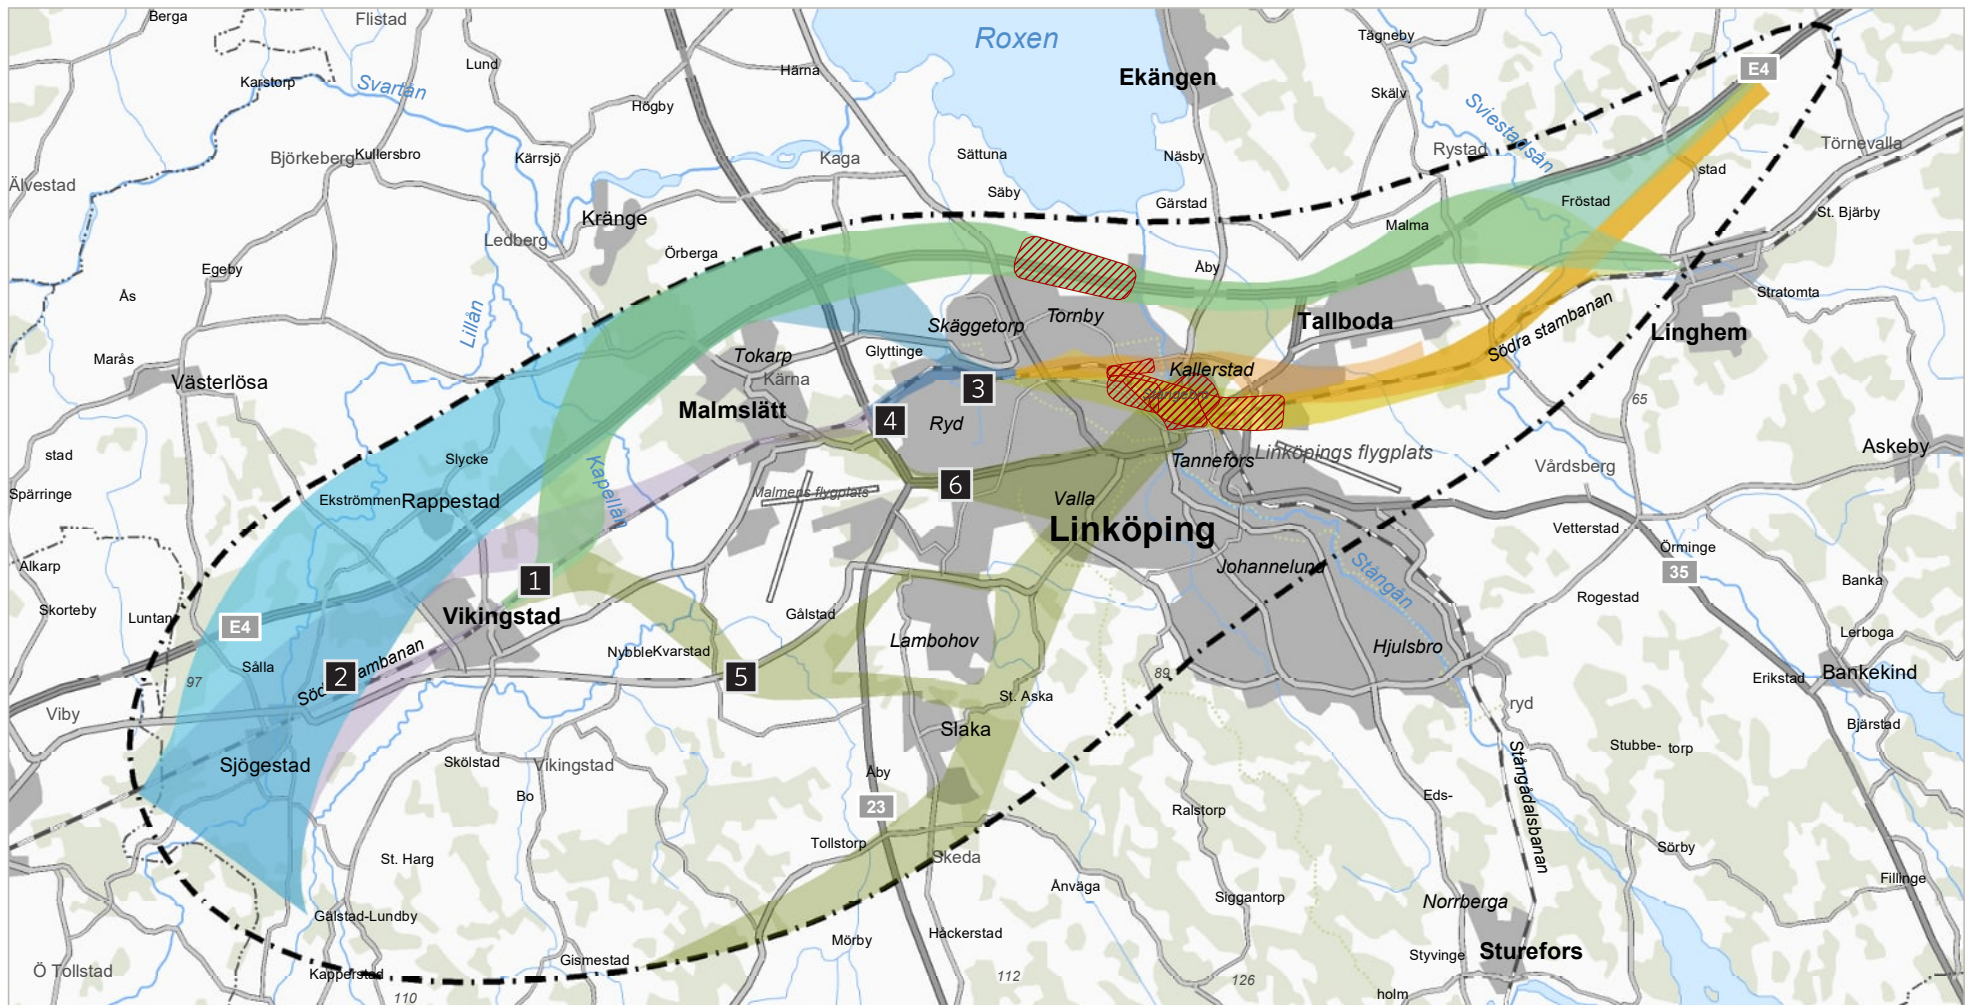 Berga
Flistad
Roxen
Tägneby
E4
Lund
Härna
Ekängen
Karstorp
Svartån
Högby
Skälv
Sviestadsån
Björkeberg
Kullersbro
Kärrsjö
Kaga
Sättuna
Näsby
Rystad
Törnevalla
Älvestad
Säby
Gärstad
Fröstad
stad
St. Bjärby
Kränge
Malma
Ledberg
Örberga
Åby
Egeby
Ås
Lillån
Skäggetorp
Tornby
Tallboda
Stratomta
Södra stambanan
Linghem
Marås
Västerlösa
Tokarp
Glyttinge
Kärna
Kallerstad
3
65
Malmslätt
4
Ryd
stad
Slycke
Kapellån
Tannefors
Linköpings flygplats
Vårdsberg
Askeby
Spärringe
Ekströmmen
Rappestad
Malmens flygplats
6
Valla
Linköping
Vetterstad
Alkarp
1
Johannelund
Stångån
Örminge
35
Banka
Skorteby
Luntan
Vikingstad
Gålstad
Rogestad
E4
Lambohov
Hjulsbro
Lerboga
Sålla
Södra stambanan
2
Nybble
Kvarstad
5
89
Erikstad
Bankekind
97
Viby
St. Aska
ryd
Slaka
Bjärstad
Stubbe-
torp
Sjögestad
Skölstad
Vikingstad
Åby
Stångådalsbanan
Bo
23
Ralstorp
Eds-
St. Harg
Tollstorp
Skeda
Sörby
Ånväga
Siggantorp
Fillinge
Gälstad-Lundby
Norrberga
Mörby
Häckerstad
Sturefors
Styvinge
Ö Tollstad
Kapperstad
Gismestad
112
126
110
holm